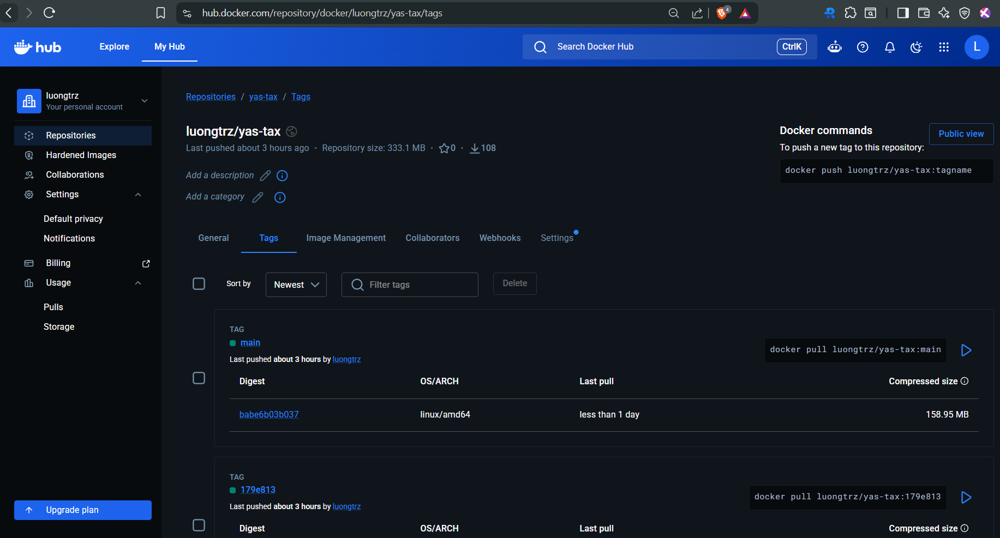 hub.docker.com/repository/docker/luongtrz/yas-tax/tags
4
hub
Explore
My Hub
Search Docker Hub
CtrlK
L
luongtrz
Your personal account
Repositories
Hardened Images
Collaborations
Settings
Default privacy
Notifications
Billing
Usage
Pulls
Storage
Upgrade plan
Repositories / yas-tax / Tags
luongtrz/yas-tax
Last pushed about 3 hours ago · Repository size: 333.1 MB · 0 · 108
Add a description
Add a category
Docker commands
Public view
To push a new tag to this repository:
docker push luongtrz/yas-tax:tagname
General Tags Image Management Collaborators Webhooks Settings
Sort by Newest Filter tags Delete
TAG
main
Last pushed about 3 hours by luongtrz
docker pull luongtrz/yas-tax:main
Digest OS/ARCH Last pull Compressed size
babe6b03b037 linux/amd64 less than 1 day 158.95 MB
TAG
179e813
Last pushed about 3 hours by luongtrz
docker pull luongtrz/yas-tax:179e813
Digest OS/ARCH Last pull Compressed size